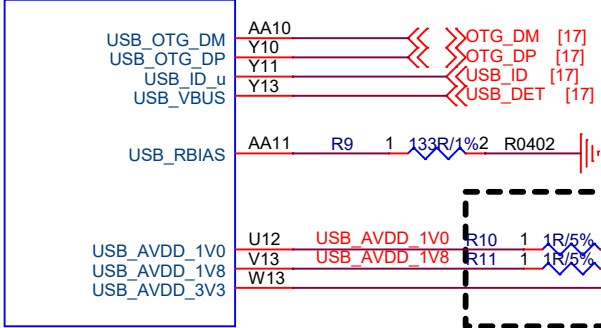 USB_OTG_DM AA10 OTG_DM [17]
USB_OTG_DP Y10 OTG_DP [17]
USB_ID_u Y11 USB_ID [17]
USB_VBUS Y13 USB_DET [17]
USB_RBIAS AA11 R9 1 133R/1% 2 R0402
USB_AVDD_1V0 U12 USB_AVDD_1V0 R10 1 1R/5%
USB_AVDD_1V8 V13 USB_AVDD_1V8 R11 1 1R/5%
USB_AVDD_3V3 W13